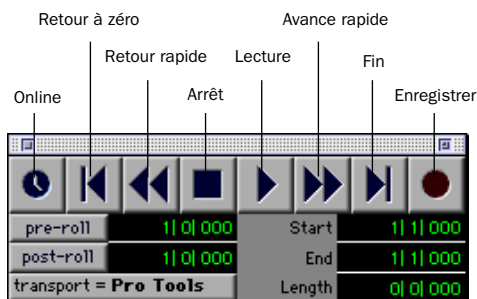 Retour à zéro
Avance rapide
Retour rapide
Lecture
Fin
Online
Arrêt
Enregistrer
pre-roll 1| 0| 000 Start 1| 1| 000
post-roll 1| 0| 000 End 1| 1| 000
transport = Pro Tools Length 0| 0| 000